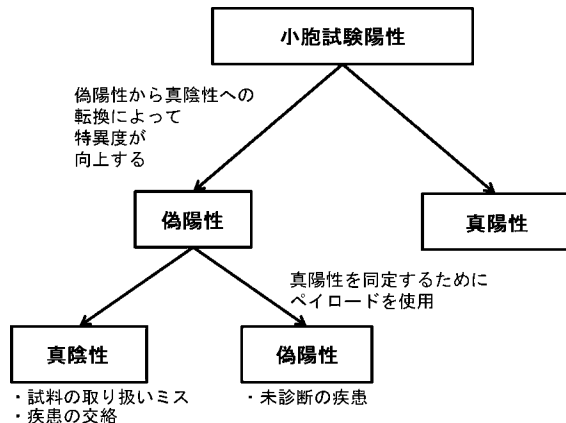 小胞試験陽性
偽陽性から真陰性への
転換によって
特異度が
向上する
偽陽性
真陽性
真陽性を同定するために
ペイロードを使用
真陰性
偽陽性
・試料の取り扱いミス
・疾患の交絡
・未診断の疾患